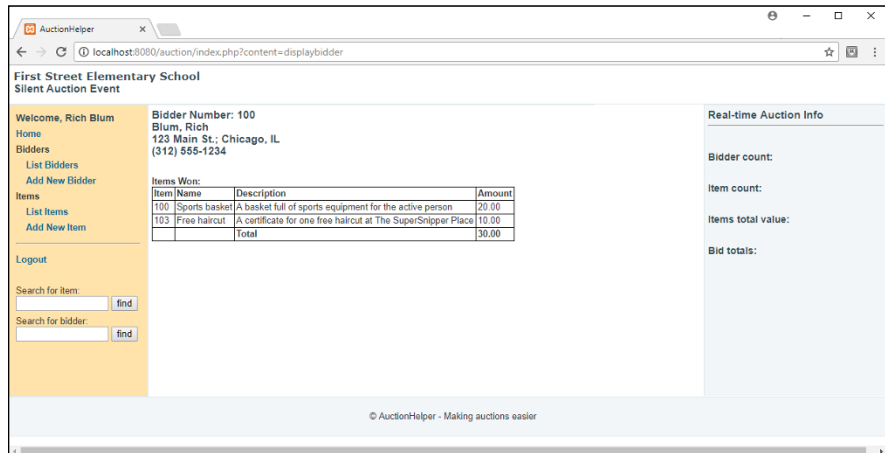 AuctionHelper
localhost:8080/auction/index.php?content=displaybidder
First Street Elementary School
Silent Auction Event
Welcome, Rich Blum
Home
Bidders
List Bidders
Add New Bidder
Items
List Items
Add New Item
Logout
Search for item:
find
Search for bidder:
find
Bidder Number: 100
Blum, Rich
123 Main St.; Chicago, IL
(312) 555-1234
Items Won:
Item Name Description Amount
100 Sports basket A basket full of sports equipment for the active person 20.00
103 Free haircut A certificate for one free haircut at The SuperSnipper Place 10.00
Total 30.00
Real-time Auction Info
Bidder count:
Item count:
Items total value:
Bid totals:
© AuctionHelper - Making auctions easier